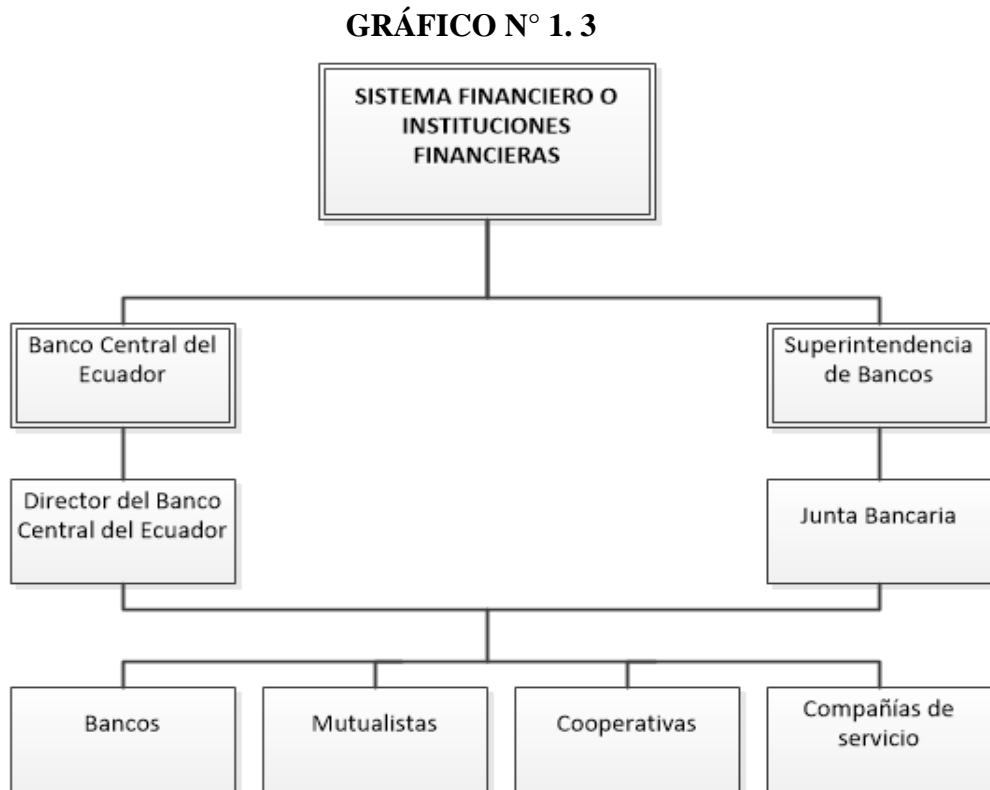 GRÁFICO N° 1. 3
SISTEMA FINANCIERO O
INSTITUCIONES
FINANCIERAS
Banco Central del
Ecuador
Superintendencia
de Bancos
Director del Banco
Central del Ecuador
Junta Bancaria
Bancos
Mutualistas
Cooperativas
Compañías de
servicio